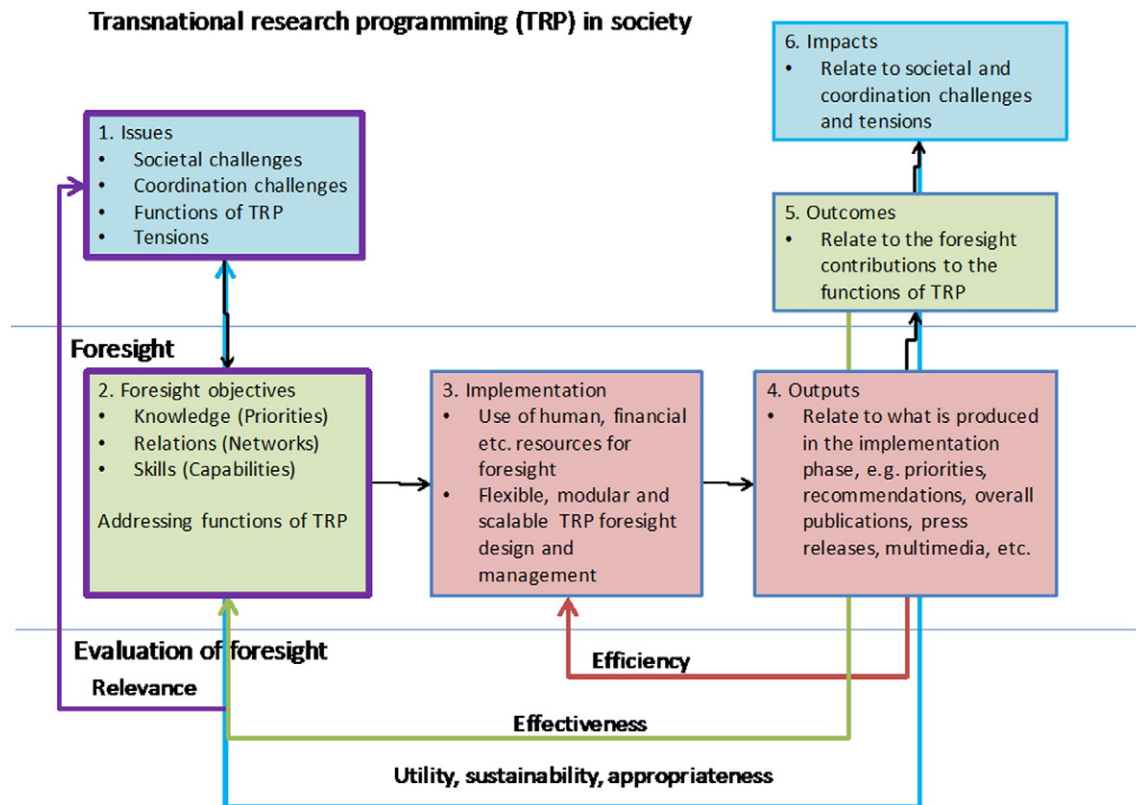 Transnational research programming (TRP) in society
6. Impacts
• Relate to societal and
coordination challenges
and tensions
1. Issues
• Societal challenges
• Coordination challenges
• Functions of TRP
• Tensions
5. Outcomes
• Relate to the foresight
contributions to the
functions of TRP
Foresight
2. Foresight objectives
• Knowledge (Priorities)
• Relations (Networks)
• Skills (Capabilities)
Addressing functions of TRP
3. Implementation
• Use of human, financial
etc. resources for
foresight
• Flexible, modular and
scalable TRP foresight
design and
management
4. Outputs
• Relate to what is produced
in the implementation
phase, e.g. priorities,
recommendations, overall
publications, press
releases, multimedia, etc.
Evaluation of foresight
Relevance
Efficiency
Effectiveness
Utility, sustainability, appropriateness